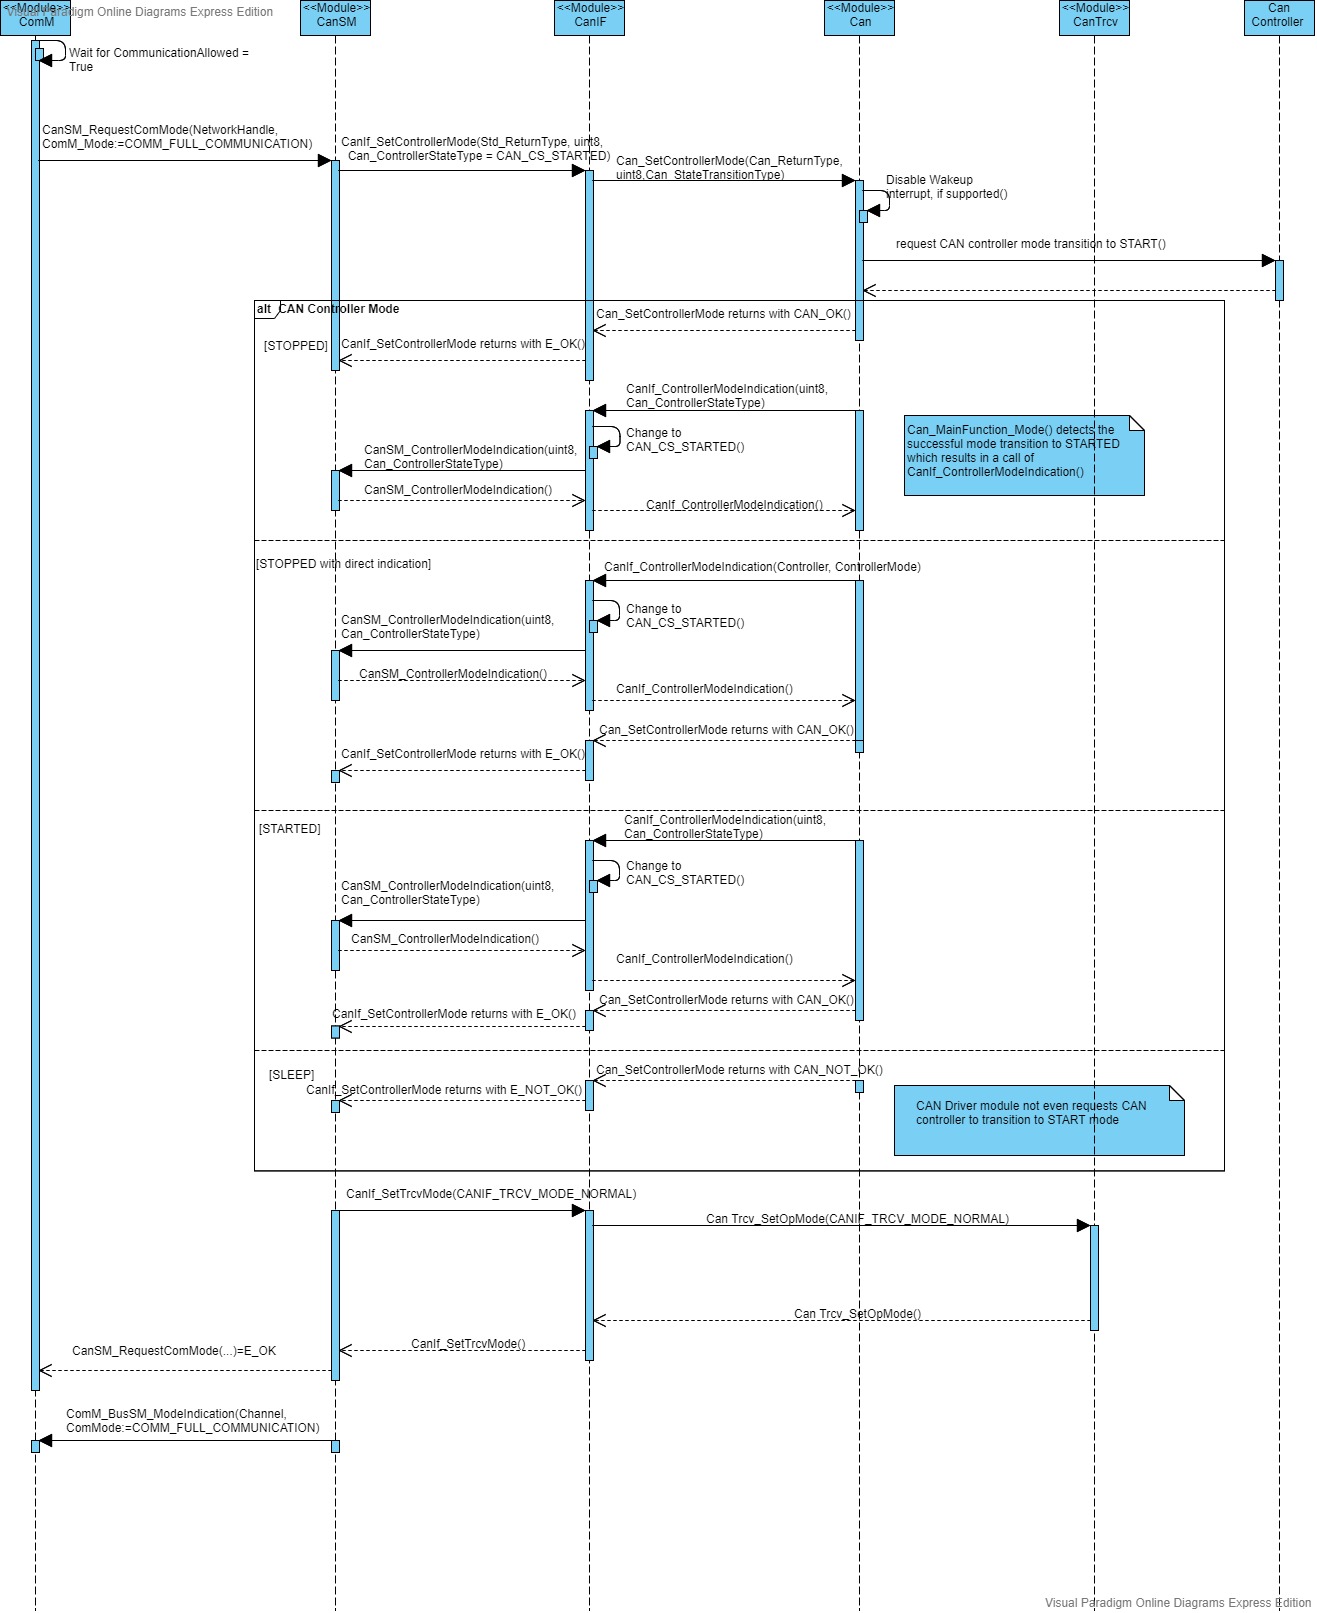 <<Module>>
ComM
Visual Paradigm Online Diagrams Express Edition
<<Module>>
CanSM
<<Module>>
CanIF
<<Module>>
Can
<<Module>>
CanTrcv
Can
Controller
Wait for CommunicationAllowed =
True
CanSM_RequestComMode(NetworkHandle,
ComM_Mode:=COMM_FULL_COMMUNICATION)
CanIf_SetControllerMode(Std_ReturnType, uint8,
Can_ControllerStateType = CAN_CS_STARTED)
Can_SetControllerMode(Can_ReturnType,
uint8,Can_StateTransitionType)
Disable Wakeup
interrupt, if supported()
request CAN controller mode transition to START()
alt CAN Controller Mode
Can_SetControllerMode returns with CAN_OK()
[STOPPED]
CanIf_SetControllerMode returns with E_OK()
CanIf_ControllerModeIndication(uint8,
Can_ControllerStateType)
Change to
CAN_CS_STARTED()
Can_MainFunction_Mode() detects the
successful mode transition to STARTED
which results in a call of
CanIf_ControllerModeIndication()
CanSM_ControllerModeIndication(uint8,
Can_ControllerStateType)
CanSM_ControllerModeIndication()
CanIf_ControllerModeIndication()
[STOPPED with direct indication]
CanIf_ControllerModeIndication(Controller, ControllerMode)
Change to
CAN_CS_STARTED()
CanSM_ControllerModeIndication(uint8,
Can_ControllerStateType)
CanSM_ControllerModeIndication()
CanIf_ControllerModeIndication()
Can_SetControllerMode returns with CAN_OK()
CanIf_SetControllerMode returns with E_OK()
[STARTED]
CanIf_ControllerModeIndication(uint8,
Can_ControllerStateType)
Change to
CAN_CS_STARTED()
CanSM_ControllerModeIndication(uint8,
Can_ControllerStateType)
CanSM_ControllerModeIndication()
CanIf_ControllerModeIndication()
Can_SetControllerMode returns with CAN_OK()
CanIf_SetControllerMode returns with E_OK()
[SLEEP]
Can_SetControllerMode returns with CAN_NOT_OK()
CanIf_SetControllerMode returns with E_NOT_OK()
CAN Driver module not even requests CAN
controller to transition to START mode
CanIf_SetTrcvMode(CANIF_TRCV_MODE_NORMAL)
Can Trcv_SetOpMode(CANIF_TRCV_MODE_NORMAL)
Can Trcv_SetOpMode()
CanIf_SetTrcvMode()
CanSM_RequestComMode(...)=E_OK
ComM_BusSM_ModeIndication(Channel,
ComMode:=COMM_FULL_COMMUNICATION)
Visual Paradigm Online Diagrams Express Edition